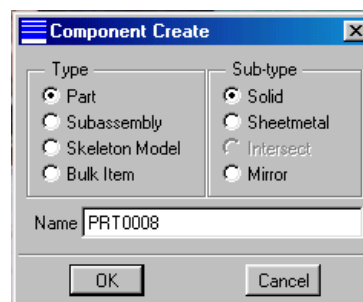 Component Create
Type
Part
Subassembly
Skeleton Model
Bulk Item
Sub-type
Solid
Sheetmetal
Intersect
Mirror
Name PRT0008
OK
Cancel